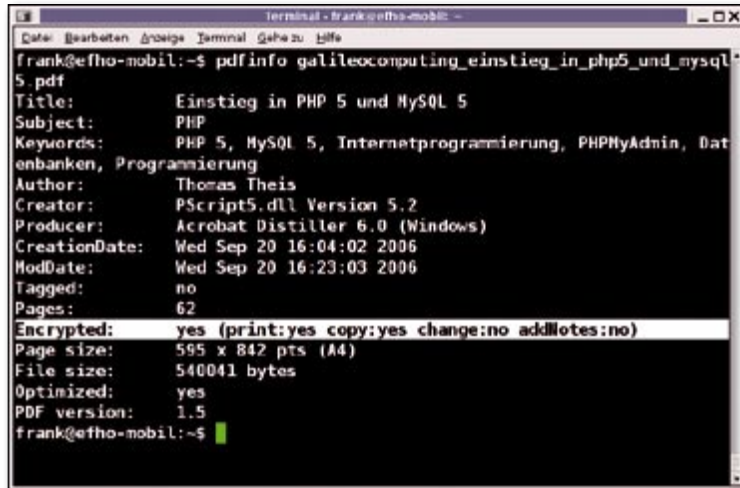 Terminal - frank@efho-mobil: ~
Datei Bearbeiten Anzeige Terminal Gehe zu Hilfe
frank@efho-mobil:~$ pdfinfo galileocomputing_einstieg_in_php5_und_mysql
5.pdf
Title: Einstieg in PHP 5 und MySQL 5
Subject: PHP
Keywords: PHP 5, MySQL 5, Internetprogrammierung, PHPMyAdmin, Dat
enbanken, Programmierung
Author: Thomas Theis
Creator: PScript5.dll Version 5.2
Producer: Acrobat Distiller 6.0 (Windows)
CreationDate: Wed Sep 20 16:04:02 2006
ModDate: Wed Sep 20 16:23:03 2006
Tagged: no
Pages: 62
Encrypted: yes (print:yes copy:yes change:no addNotes:no)
Page size: 595 x 842 pts (A4)
File size: 540041 bytes
Optimized: yes
PDF version: 1.5
frank@efho-mobil:~$